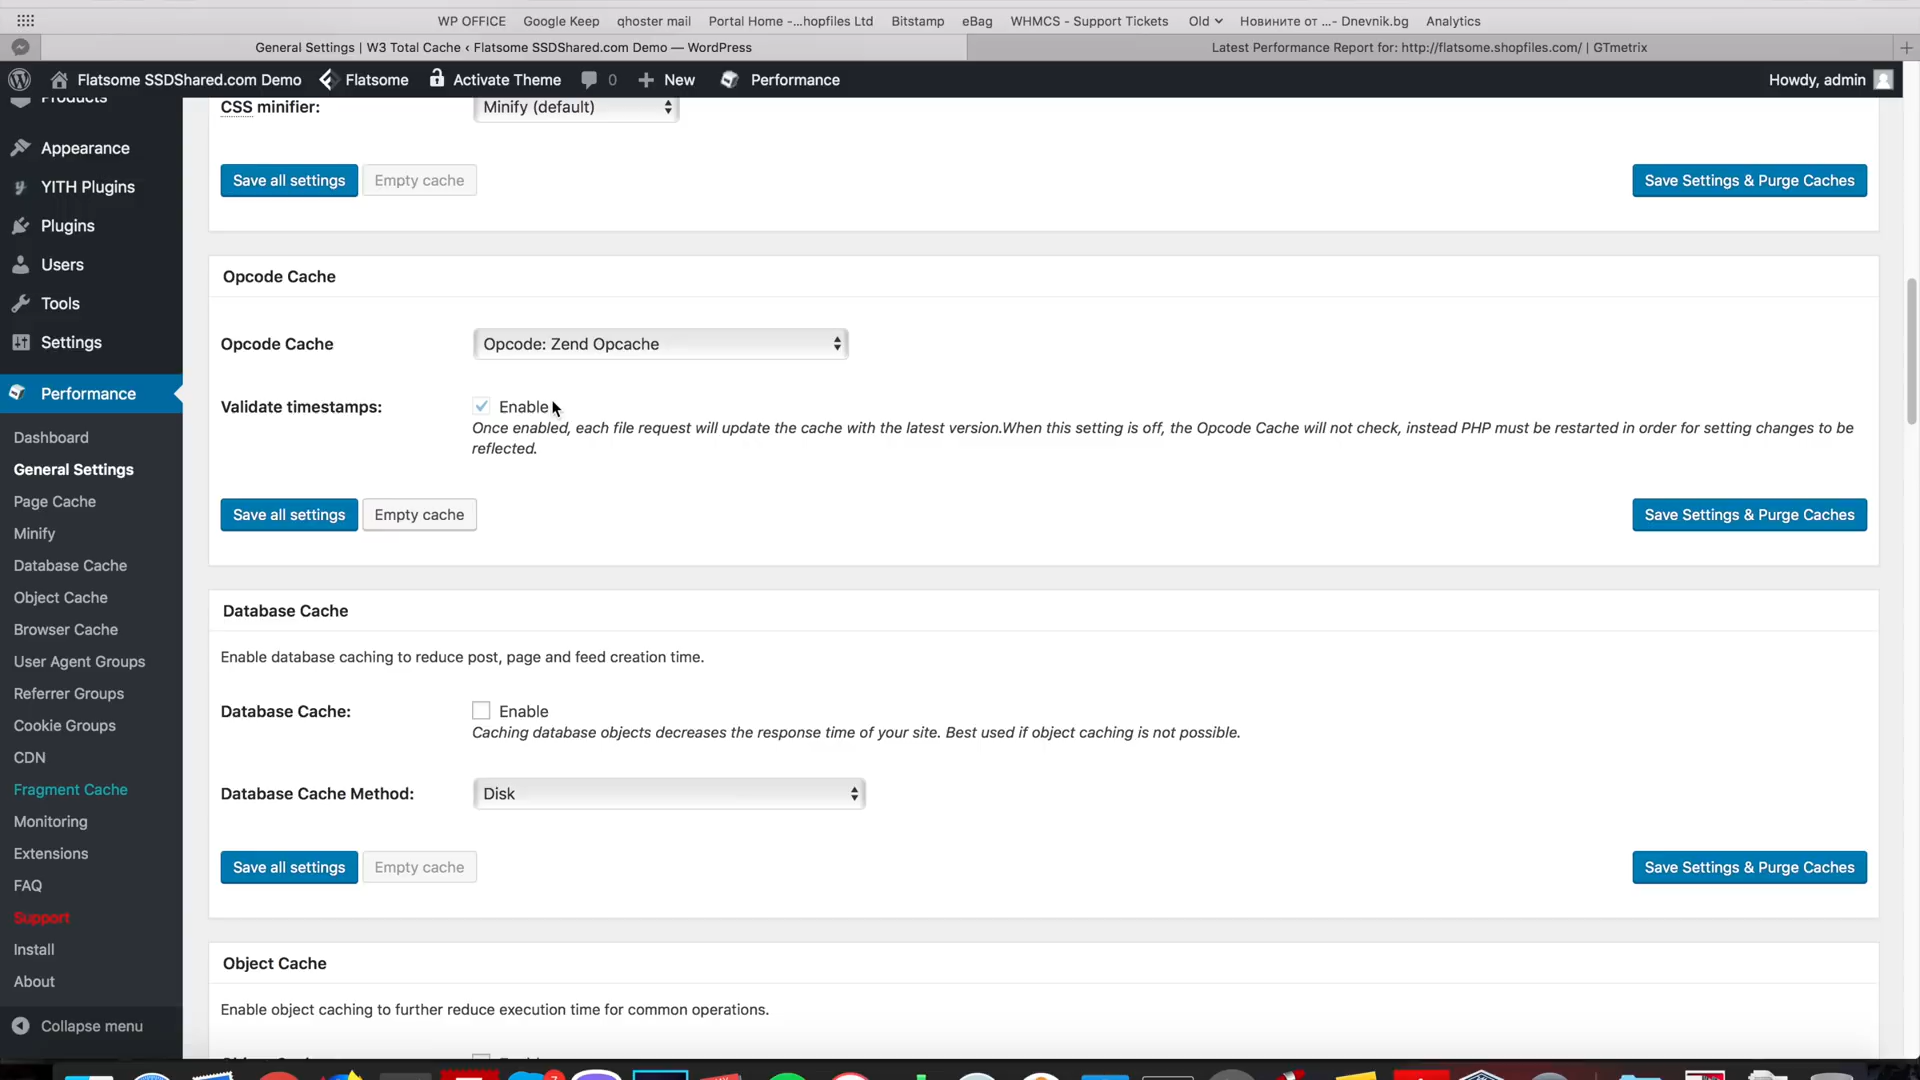 WP OFFICE Google Keep qhoster mail Portal Home -...hopfiles Ltd Bitstamp eBag WHMCS - Support Tickets Old Новините от ...- Dnevnik.bg Analytics
General Settings | W3 Total Cache ‹ Flatsome SSDShared.com Demo — WordPress
Latest Performance Report for: http://flatsome.shopfiles.com/ | GTmetrix
Flatsome SSDShared.com Demo Flatsome Activate Theme 0 New Performance Howdy, admin
Products
Appearance
YITH Plugins
Plugins
Users
Tools
Settings
Performance
Dashboard
General Settings
Page Cache
Minify
Database Cache
Object Cache
Browser Cache
User Agent Groups
Referrer Groups
Cookie Groups
CDN
Fragment Cache
Monitoring
Extensions
FAQ
Support
Install
About
Collapse menu
CSS minifier: Minify (default)
Save all settings Empty cache Save Settings & Purge Caches
Opcode Cache
Opcode Cache Opcode: Zend Opcache
Validate timestamps: Enable
Once enabled, each file request will update the cache with the latest version.When this setting is off, the Opcode Cache will not check, instead PHP must be restarted in order for setting changes to be
reflected.
Save all settings Empty cache Save Settings & Purge Caches
Database Cache
Enable database caching to reduce post, page and feed creation time.
Database Cache: Enable
Caching database objects decreases the response time of your site. Best used if object caching is not possible.
Database Cache Method: Disk
Save all settings Empty cache Save Settings & Purge Caches
Object Cache
Enable object caching to further reduce execution time for common operations.